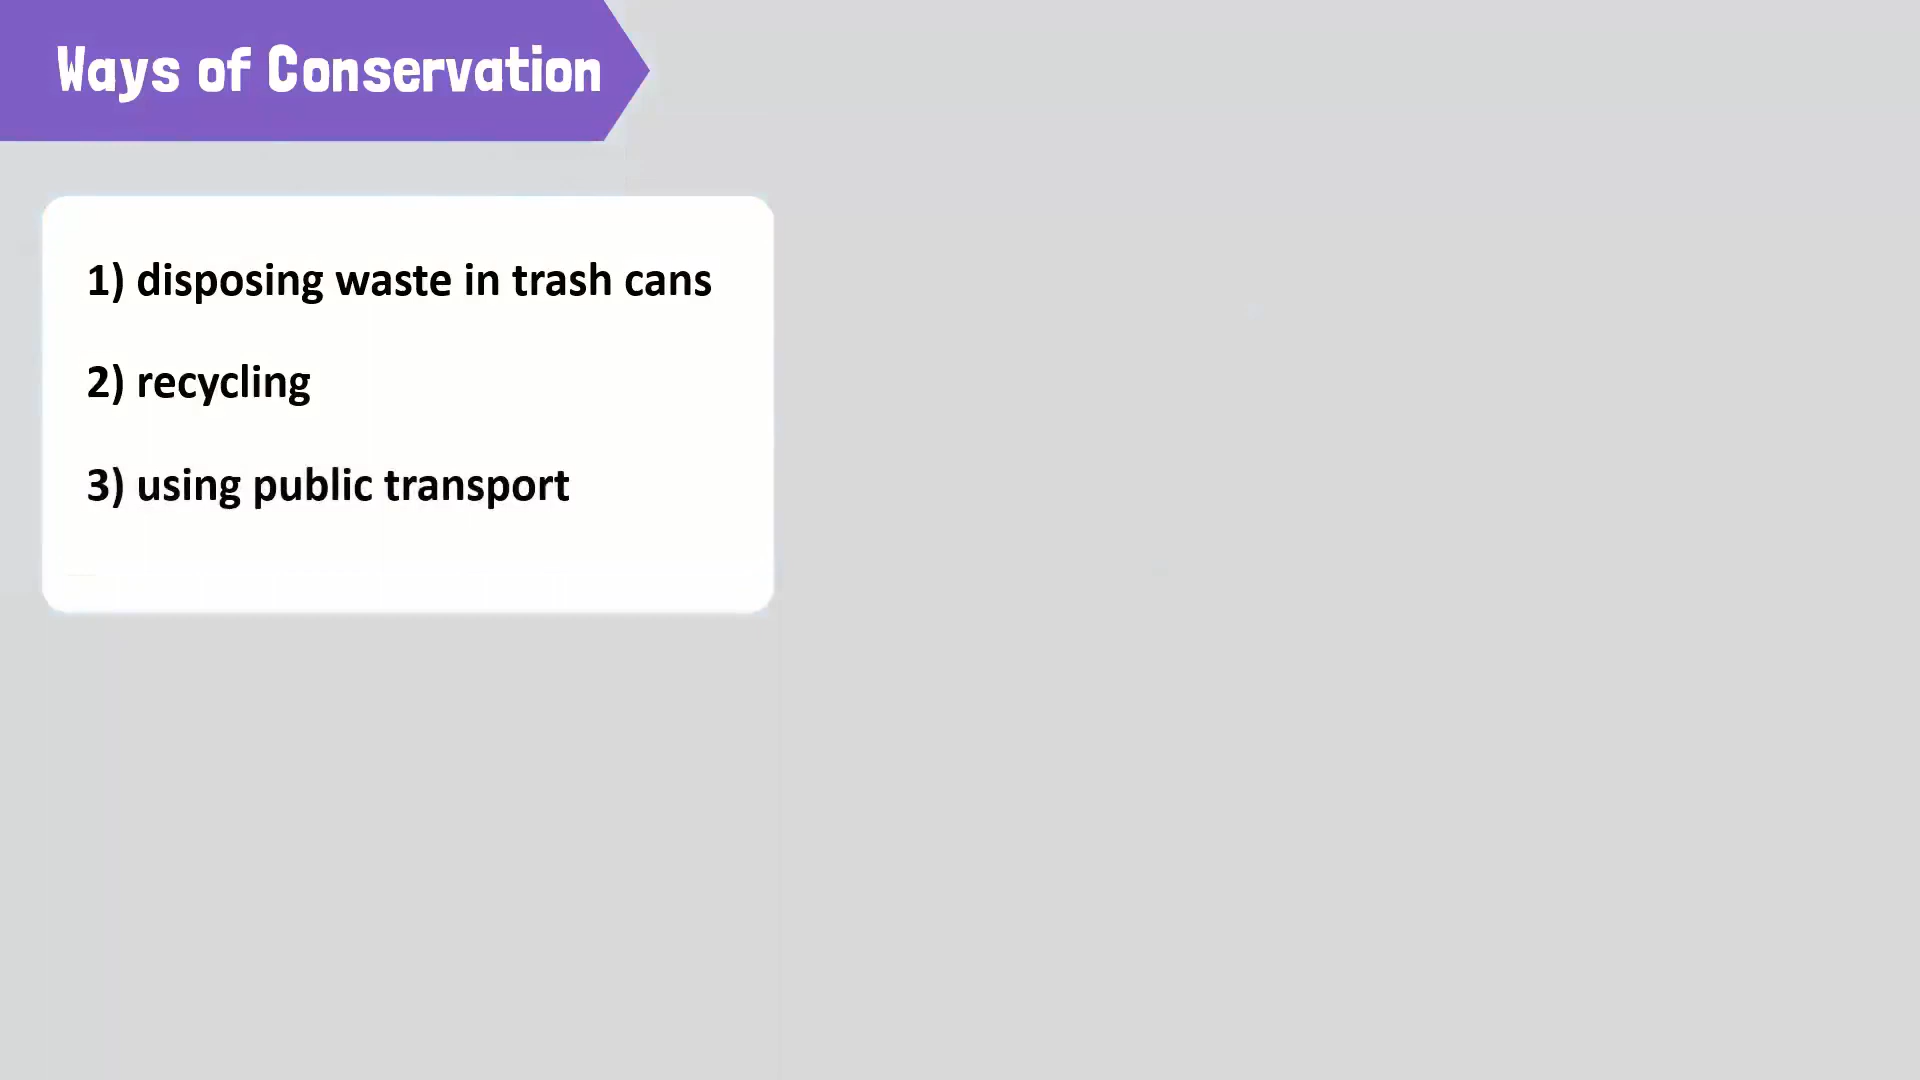 Ways of Conservation
1) disposing waste in trash cans
2) recycling
3) using public transport